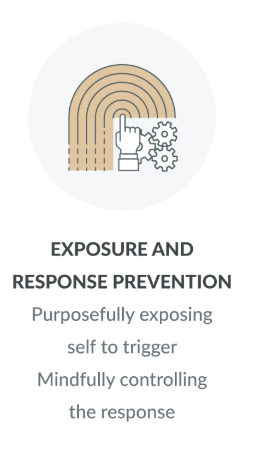 EXPOSURE AND
RESPONSE PREVENTION
Purposefully exposing
self to trigger
Mindfully controlling
the response